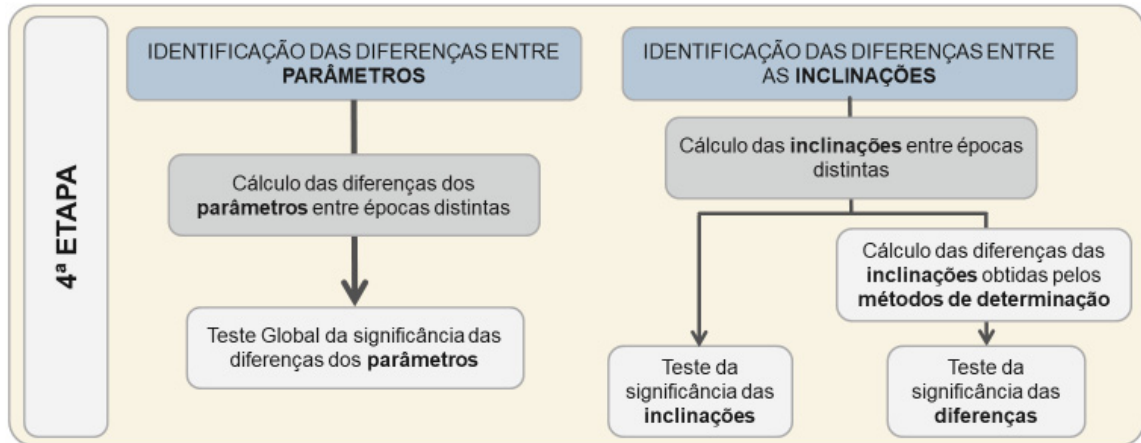 4ª ETAPA
IDENTIFICAÇÃO DAS DIFERENÇAS ENTRE
PARÂMETROS
Cálculo das diferenças dos
parâmetros entre épocas distintas
Teste Global da significância das
diferenças dos parâmetros
IDENTIFICAÇÃO DAS DIFERENÇAS ENTRE
AS INCLINAÇÕES
Cálculo das inclinações entre épocas
distintas
Cálculo das diferenças das
inclinações obtidas pelos
métodos de determinação
Teste da
significância das
inclinações
Teste da
significância das
diferenças